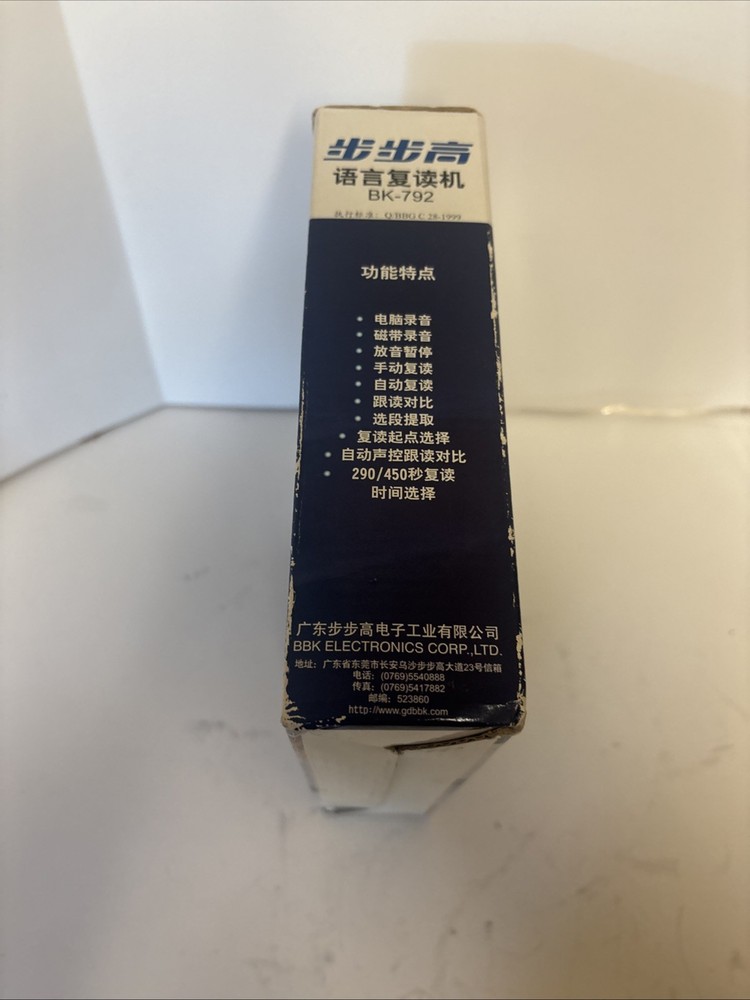 步步高
语言复读机
BK-792
执行标准: Q/BBG C 28-1999
功能特点
• 电脑录音
• 磁带录音
• 放音暂停
• 手动复读
• 自动复读
• 跟读对比
• 选段提取
• 复读起点选择
• 自动声控跟读对比
• 290/450秒复读
时间选择
广东步步高电子工业有限公司
BBK ELECTRONICS CORP.,LTD.
地址: 广东省东莞市长安乌沙步步高大道23号信箱
电话: (0769)5540888
传真: (0769)5417882
邮编: 523860
http://www.gdbbk.com